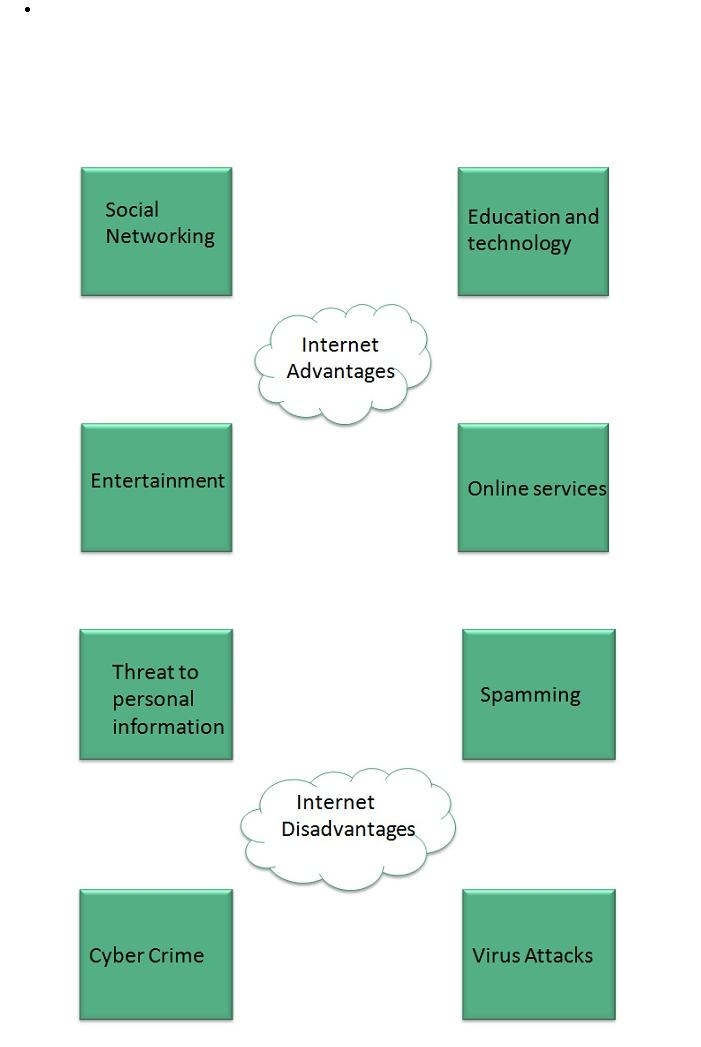 Social
Networking
Education and
technology
Internet
Advantages
Entertainment
Online services
Threat to
personal
information
Spamming
Internet
Disadvantages
Cyber Crime
Virus Attacks